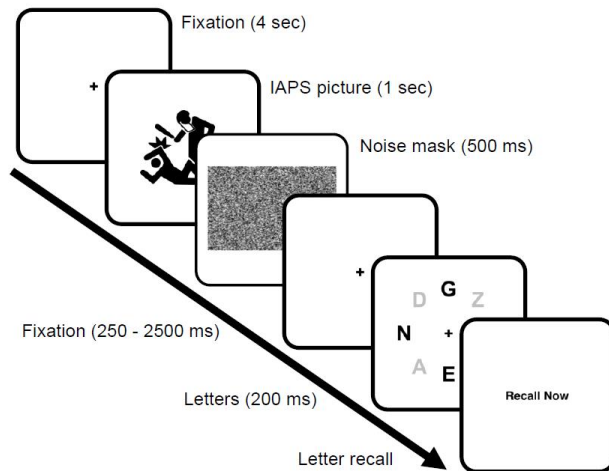 Fixation (4 sec)
+
IAPS picture (1 sec)
Noise mask (500 ms)
+
Fixation (250 - 2500 ms)
D G Z
N +
A E
Letters (200 ms)
Recall Now
Letter recall